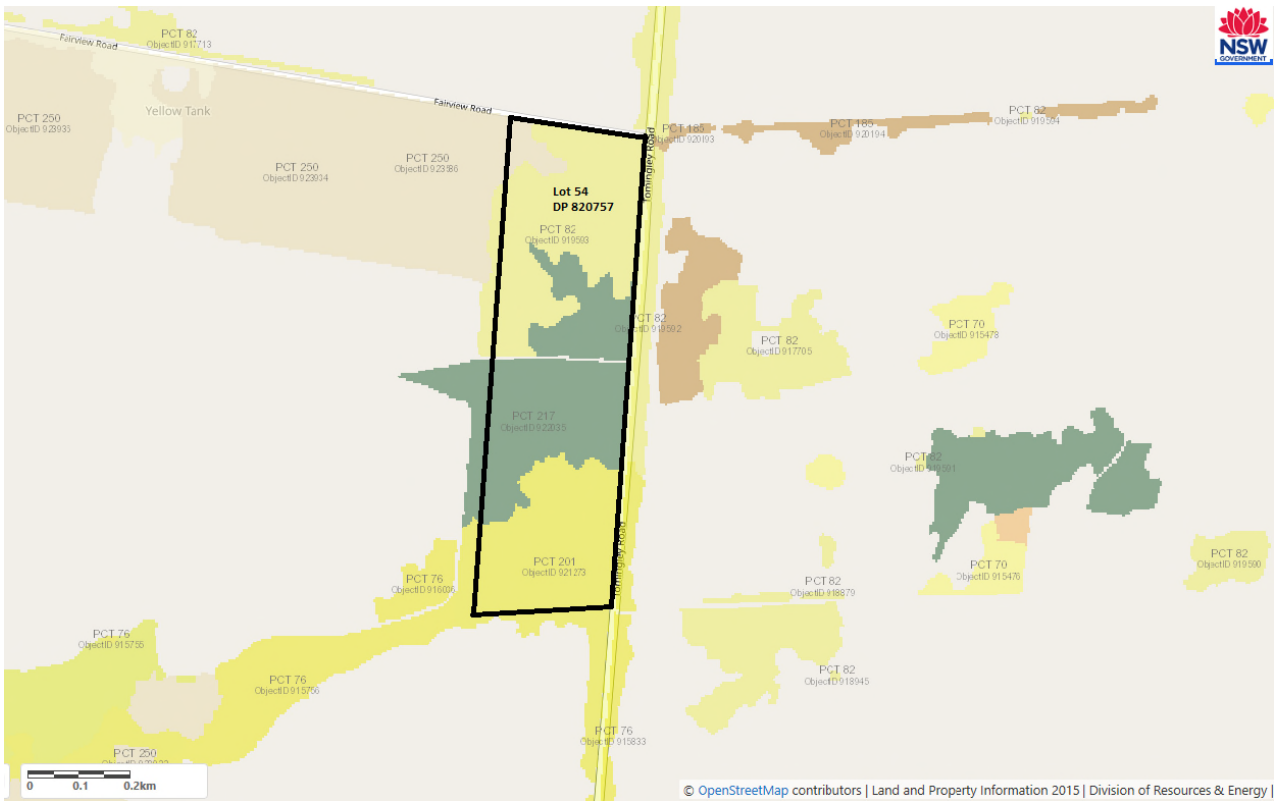 PCT 82
ObjectID 917713
Fairview Road
NSW
GOVERNMENT
Yellow Tank
Fairview Road
PCT 250
ObjectID 923933
PCT 82
ObjectID 919594
PCT 185
ObjectID 920193
PCT 185
ObjectID 920194
PCT 250
ObjectID 923934
PCT 250
ObjectID 923586
Tomingley Road
Lot 54
DP 820757
PCT 82
ObjectID 919593
PCT 82
ObjectID 919592
PCT 82
ObjectID 917705
PCT 70
ObjectID 915478
PCT 217
ObjectID 922035
PCT 82
ObjectID 919591
Tomingley Road
PCT 201
ObjectID 921273
PCT 76
ObjectID 916036
PCT 82
ObjectID 918879
PCT 70
ObjectID 915476
PCT 82
ObjectID 919590
PCT 76
ObjectID 915755
PCT 76
ObjectID 915756
PCT 82
ObjectID 918945
PCT 76
ObjectID 915833
PCT 250
0 0.1 0.2km
© OpenStreetMap contributors | Land and Property Information 2015 | Division of Resources & Energy |